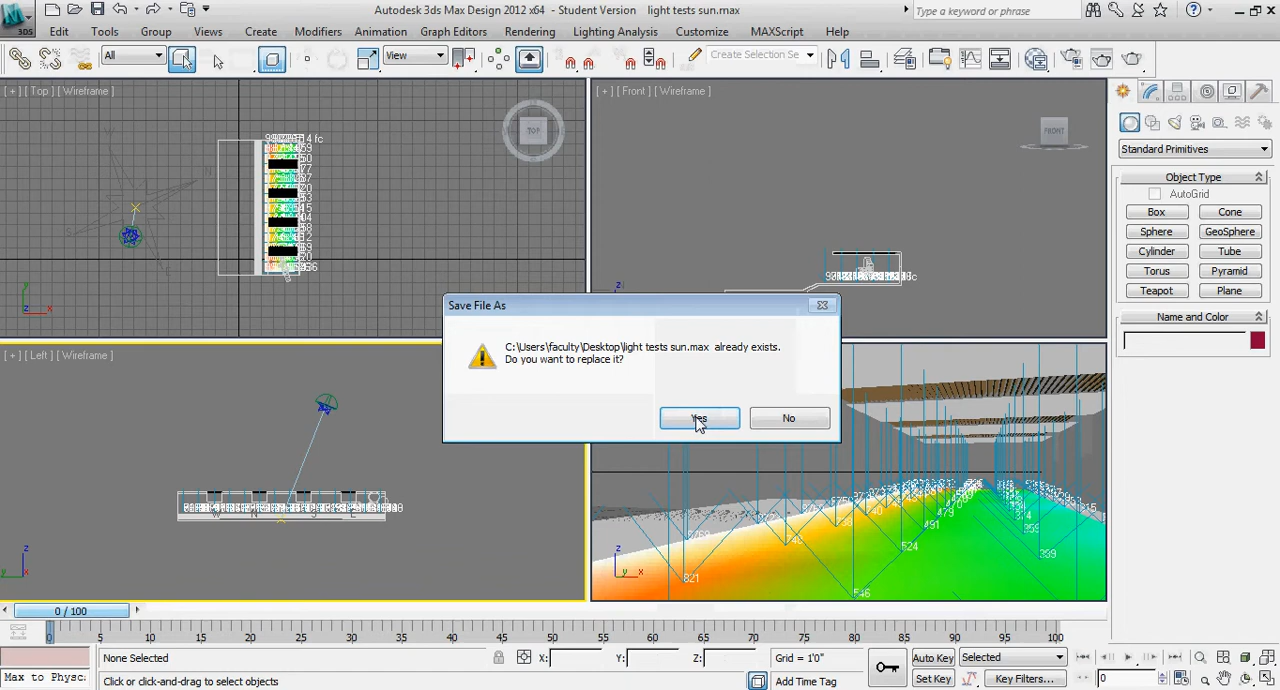 Autodesk 3ds Max Design 2012 x64 - Student Version light tests sun.max
Type a keyword or phrase
3DS
Edit Tools Group Views Create Modifiers Animation Graph Editors Rendering Lighting Analysis Customize MAXScript Help
All
View
Create Selection Se
[ + ] [ Top ] [ Wireframe ]
TOP
[ + ] [ Front ] [ Wireframe ]
FRONT
[ + ] [ Left ] [ Wireframe ]
Standard Primitives
Object Type
AutoGrid
Box Cone
Sphere GeoSphere
Cylinder Tube
Torus Pyramid
Teapot Plane
Name and Color
Save File As
C:\Users\faculty\Desktop\light tests sun.max already exists.
Do you want to replace it?
Yes No
821
546
524
491
479
399
0 / 100
0 5 10 15 20 25 30 35 40 45 50 55 60 65 70 75 80 85 90 95 100
None Selected X: Y: Z: Grid = 1'0" Auto Key Selected
Max to Physc Click or click-and-drag to select objects Add Time Tag Set Key Key Filters... 0